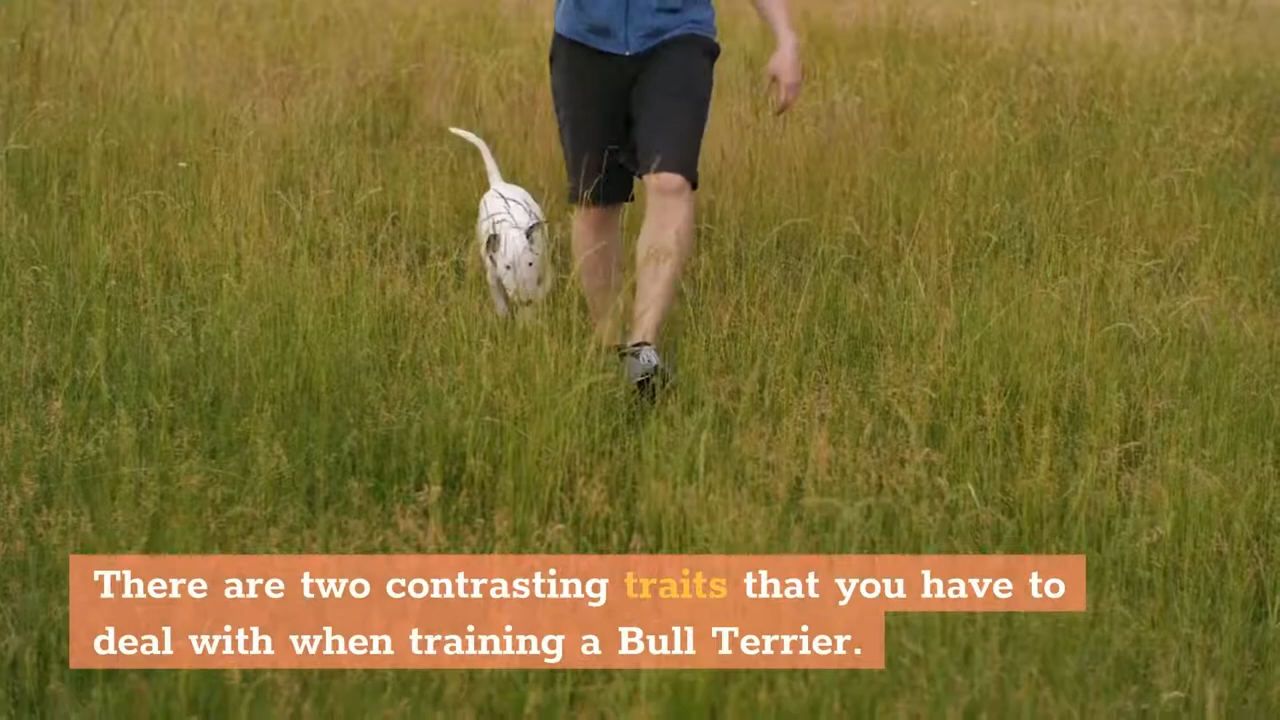 There are two contrasting traits that you have to
deal with when training a Bull Terrier.